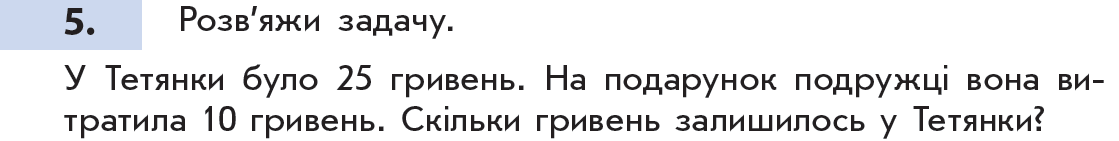 5. Розв'яжи задачу.
У Тетянки було 25 гривень. На подарунок подружці вона ви-
тратила 10 гривень. Скільки гривень залишилось у Тетянки?